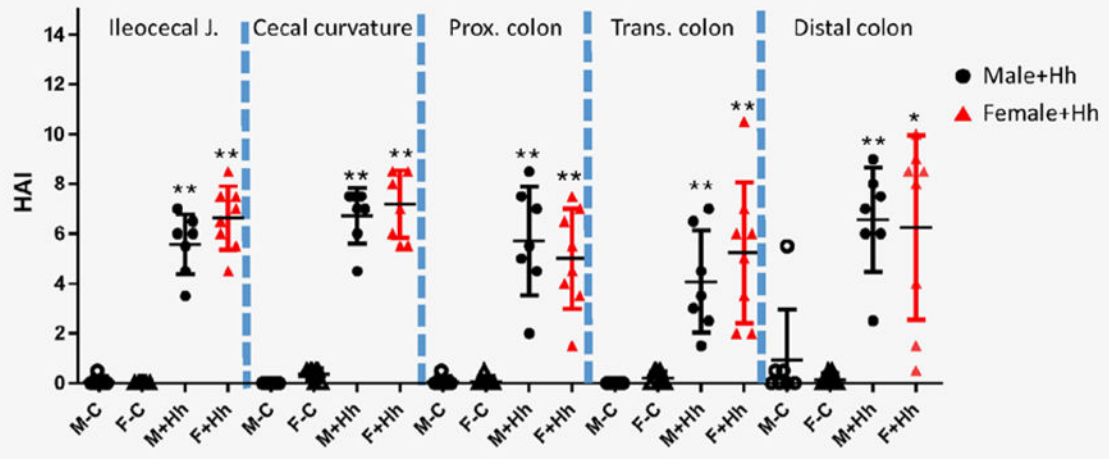 Ileocecal J. Cecal curvature Prox. colon Trans. colon Distal colon
14
12
10
8
6
4
2
0
HAI
** ** ** ** ** ** ** ** ** *
Male+Hh
Female+Hh
M-C F-C M+Hh F+Hh M-C F-C M+Hh F+Hh M-C F-C M+Hh F+Hh M-C F-C M+Hh F+Hh M-C F-C M+Hh F+Hh